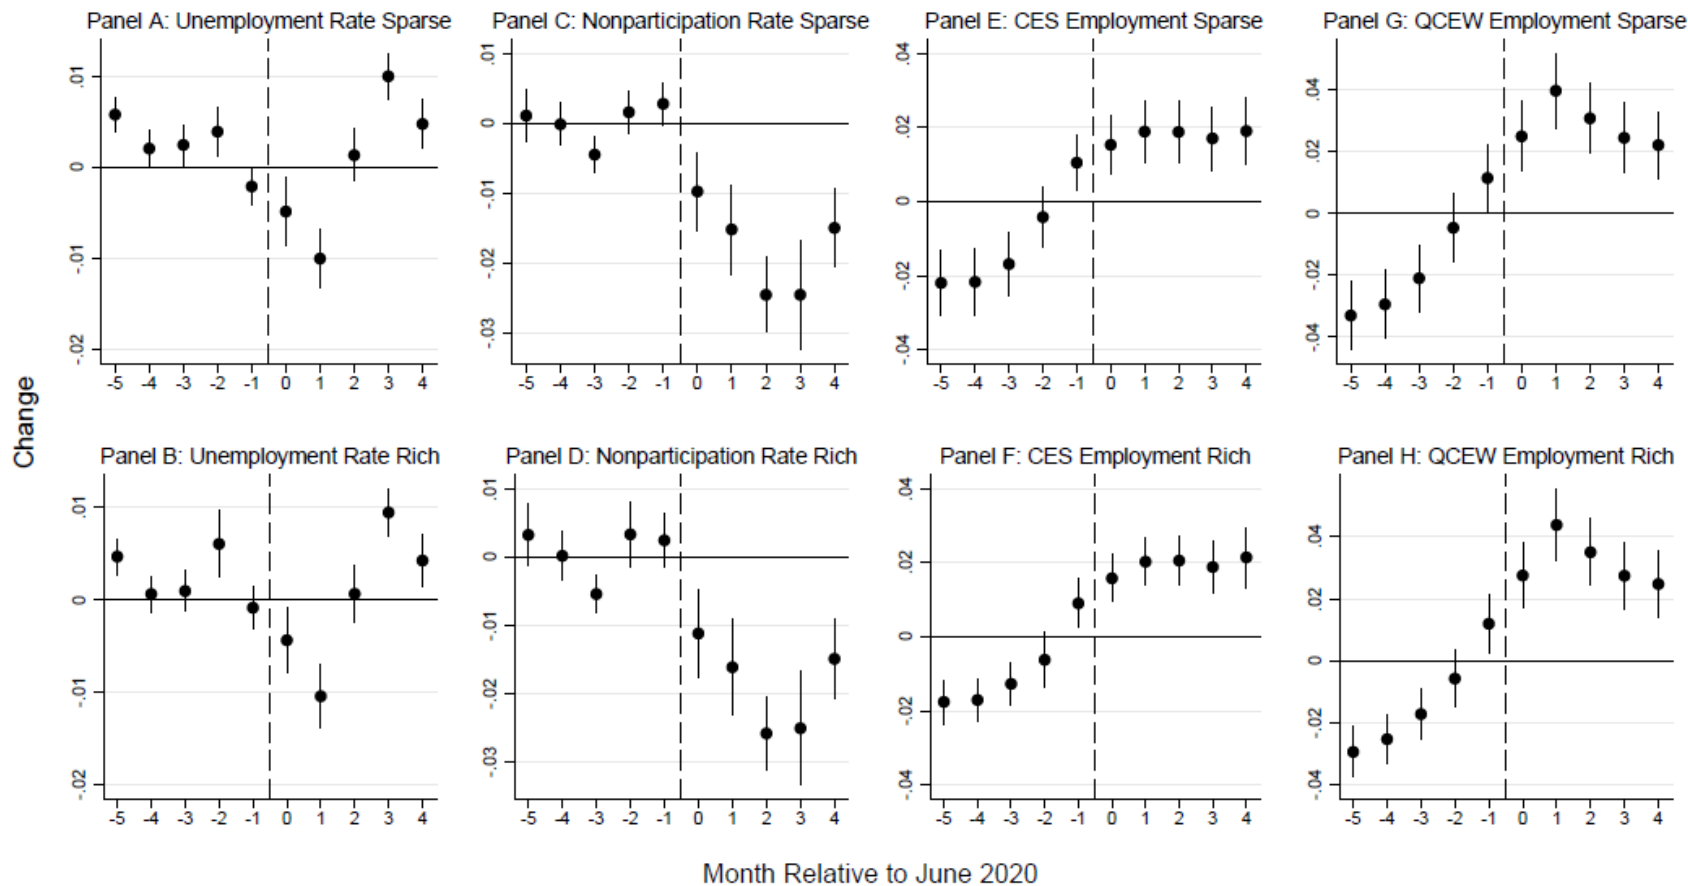 Panel A: Unemployment Rate Sparse
.01
0
-.01
-.02
-5 -4 -3 -2 -1 0 1 2 3 4
Panel C: Nonparticipation Rate Sparse
.01
0
-.01
-.02
-.03
-5 -4 -3 -2 -1 0 1 2 3 4
Panel E: CES Employment Sparse
.04
.02
0
-.02
-.04
-5 -4 -3 -2 -1 0 1 2 3 4
Panel G: QCEW Employment Sparse
.04
.02
0
-.02
-.04
-5 -4 -3 -2 -1 0 1 2 3 4
Change
Panel B: Unemployment Rate Rich
.01
0
-.01
-.02
-5 -4 -3 -2 -1 0 1 2 3 4
Panel D: Nonparticipation Rate Rich
.01
0
-.01
-.02
-.03
-5 -4 -3 -2 -1 0 1 2 3 4
Panel F: CES Employment Rich
.04
.02
0
-.02
-.04
-5 -4 -3 -2 -1 0 1 2 3 4
Panel H: QCEW Employment Rich
.04
.02
0
-.02
-.04
-5 -4 -3 -2 -1 0 1 2 3 4
Month Relative to June 2020